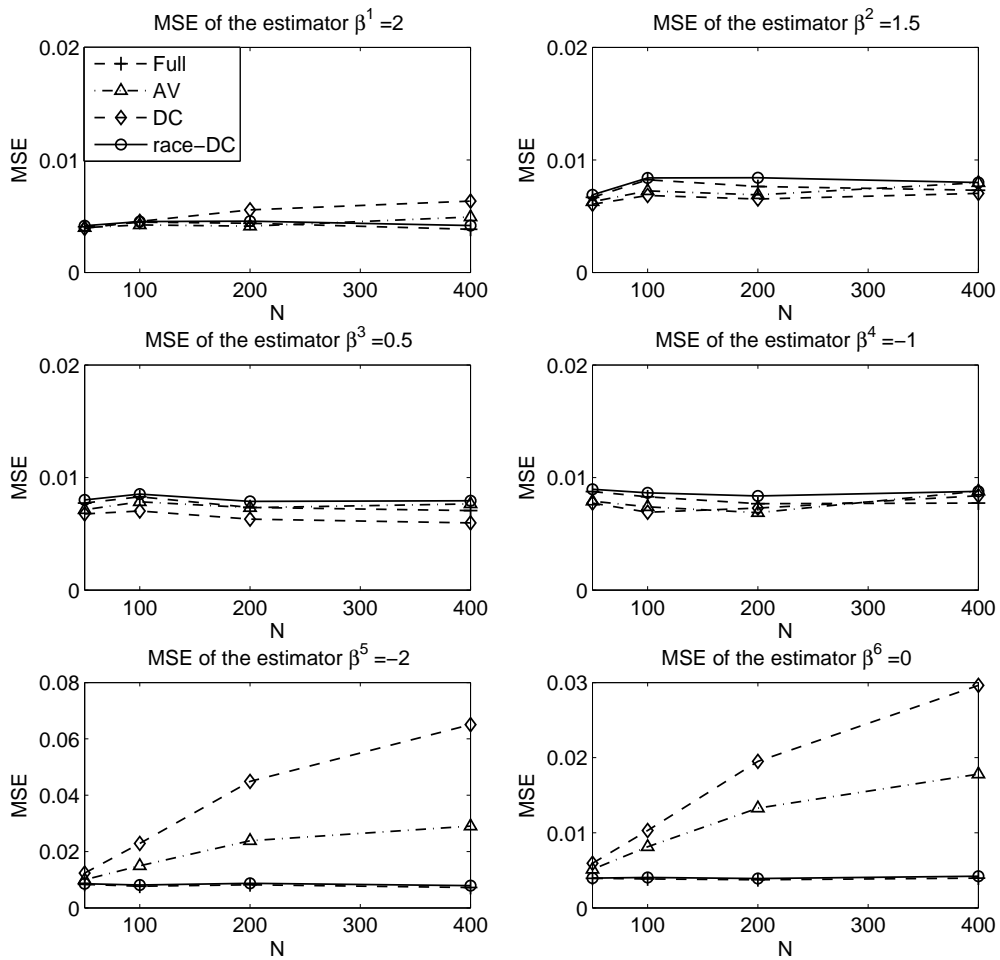 MSE of the estimator β¹ =2
0.02
0.01
0
MSE
100 200 300 400
N
Full
AV
DC
race−DC
MSE of the estimator β² =1.5
0.02
0.01
0
MSE
100 200 300 400
N
MSE of the estimator β³ =0.5
0.02
0.01
0
MSE
100 200 300 400
N
MSE of the estimator β⁴ =−1
0.02
0.01
0
MSE
100 200 300 400
N
MSE of the estimator β⁵ =−2
0.08
0.06
0.04
0.02
0
MSE
100 200 300 400
N
MSE of the estimator β⁶ =0
0.03
0.02
0.01
0
MSE
100 200 300 400
N